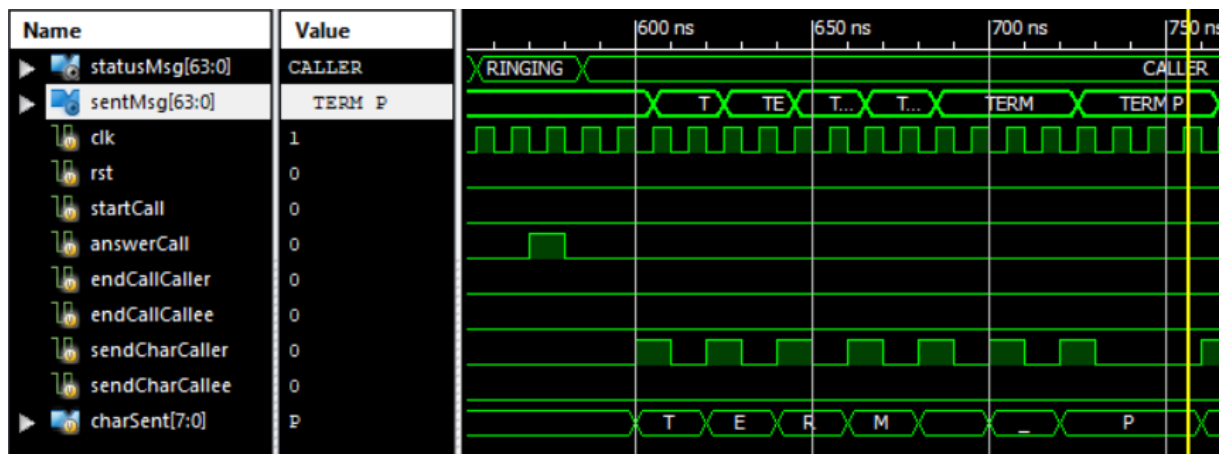 Name Value 600 ns 650 ns 700 ns 750 ns
statusMsg[63:0] CALLER RINGING CALLER
sentMsg[63:0] TERM P T TE T... T... TERM TERM P
clk 1
rst 0
startCall 0
answerCall 0
endCallCaller 0
endCallCallee 0
sendCharCaller 0
sendCharCallee 0
charSent[7:0] P T E R M _ P